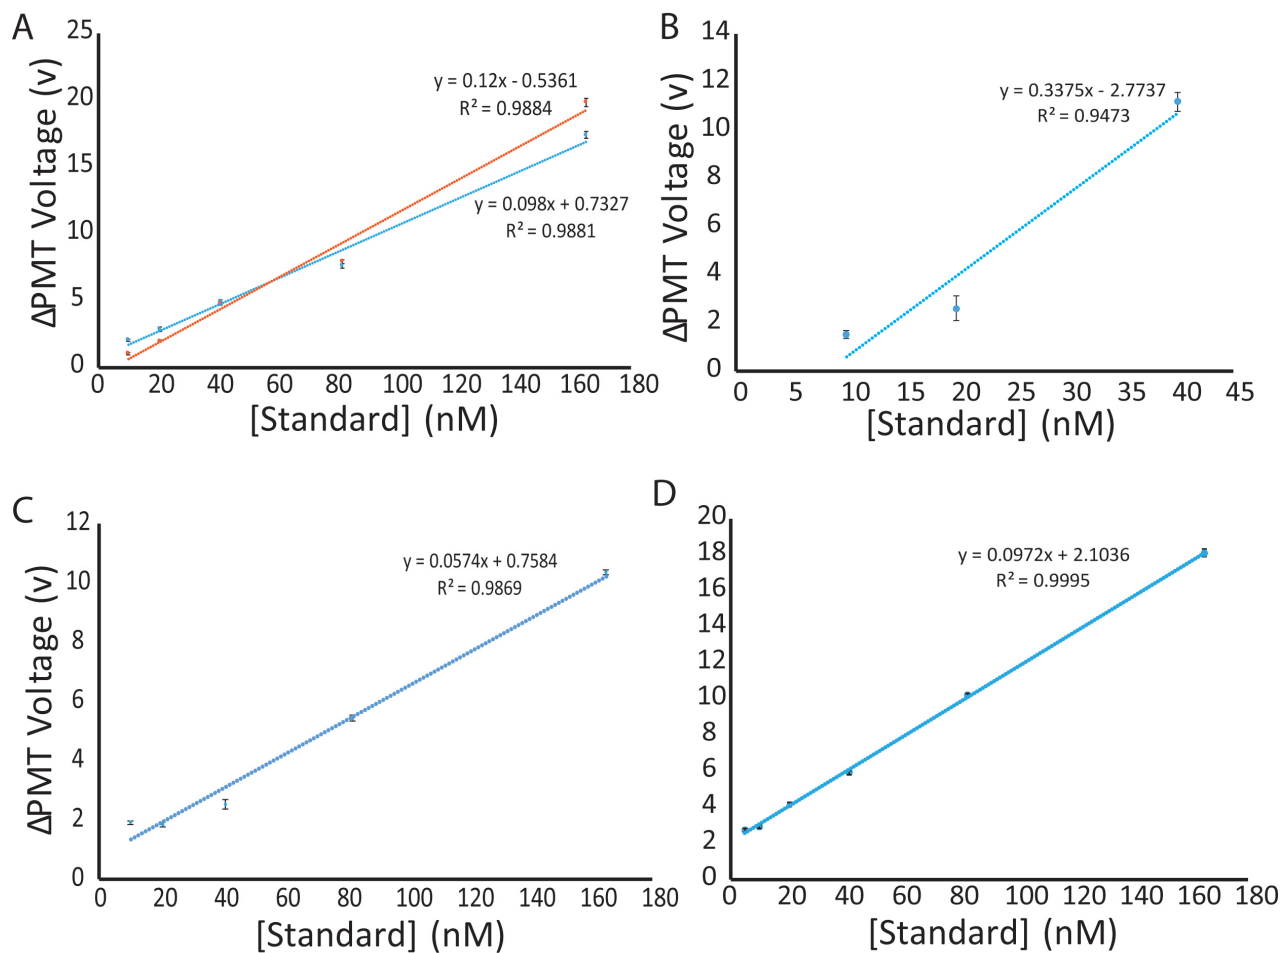 A
ΔPMT Voltage (v)
25
20
15
10
5
0
y = 0.12x - 0.5361
R² = 0.9884
y = 0.098x + 0.7327
R² = 0.9881
0 20 40 60 80 100 120 140 160 180
[Standard] (nM)
B
ΔPMT Voltage (v)
14
12
10
8
6
4
2
0
y = 0.3375x - 2.7737
R² = 0.9473
0 5 10 15 20 25 30 35 40 45
[Standard] (nM)
C
ΔPMT Voltage (v)
12
10
8
6
4
2
0
y = 0.0574x + 0.7584
R² = 0.9869
0 20 40 60 80 100 120 140 160 180
[Standard] (nM)
D
ΔPMT Voltage (v)
20
18
16
14
12
10
8
6
4
2
0
y = 0.0972x + 2.1036
R² = 0.9995
0 20 40 60 80 100 120 140 160 180
[Standard] (nM)